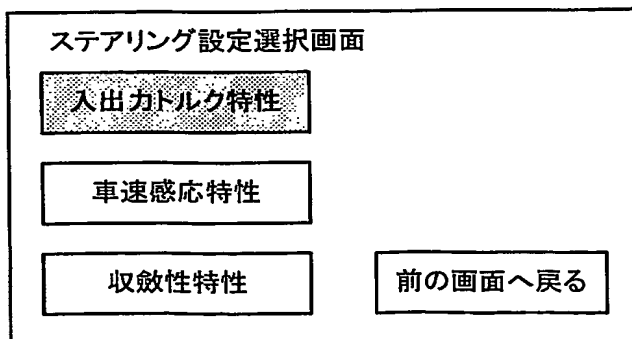 ステアリング設定選択画面
入出力トルク特性
車速感応特性
収斂性特性
前の画面へ戻る